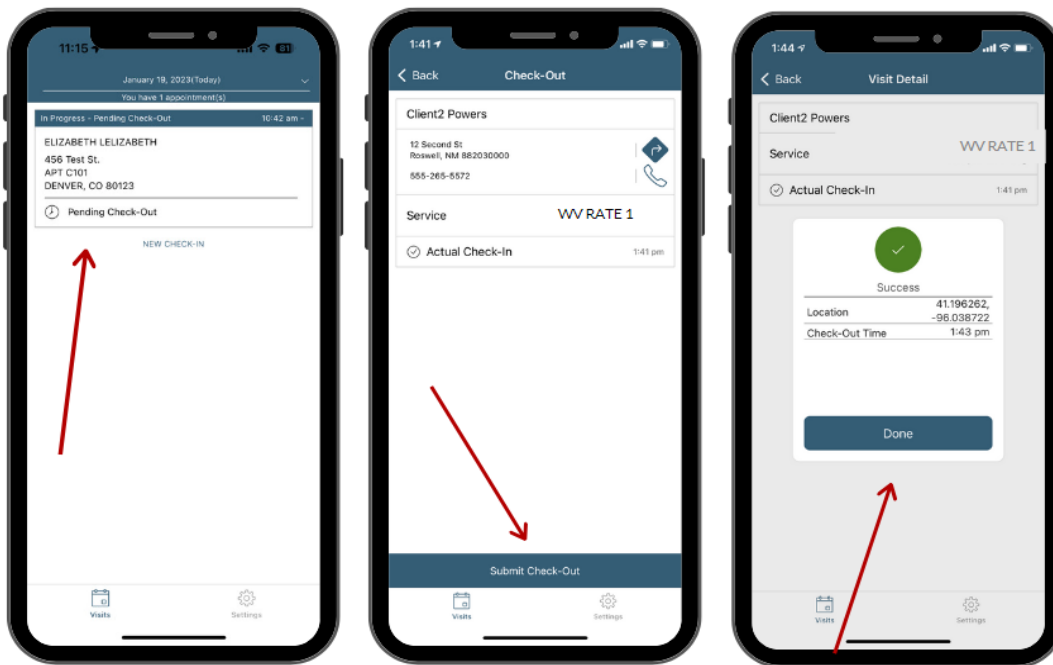 11:15
81
January 19, 2023(Today)
You have 1 appointment(s)
In Progress - Pending Check-Out 10:42 am -
ELIZABETH LELIZABETH
456 Test St.
APT C101
DENVER, CO 80123
Pending Check-Out
NEW CHECK-IN
Visits Settings
1:41
Back Check-Out
Client2 Powers
12 Second St
Roswell, NM 882030000
555-265-5572
Service WV RATE 1
Actual Check-In 1:41 pm
Submit Check-Out
Visits Settings
1:44
Back Visit Detail
Client2 Powers
Service WV RATE 1
Actual Check-In 1:41 pm
Success
Location 41.196262,
-96.038722
Check-Out Time 1:43 pm
Done
Visits Settings